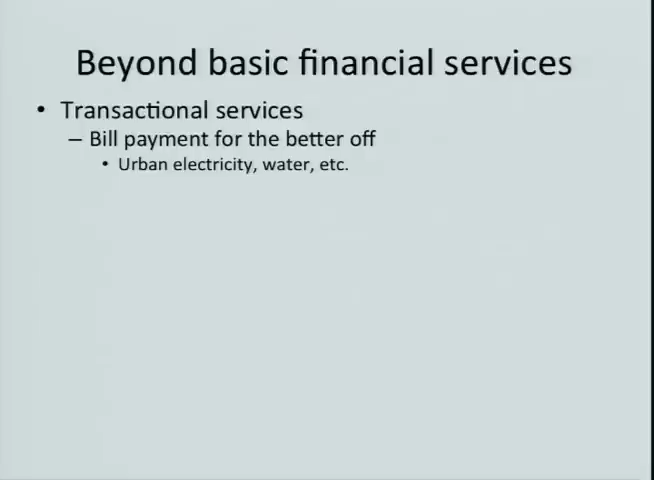 Beyond basic financial services
• Transactional services
– Bill payment for the better off
• Urban electricity, water, etc.